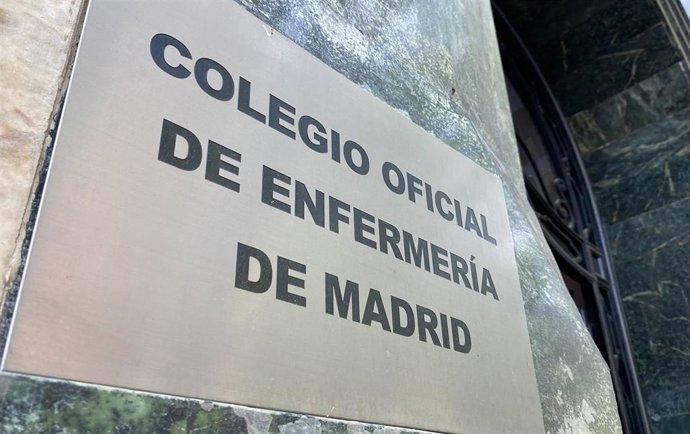 COLEGIO OFICIAL
DE ENFERMERÍA
DE MADRID